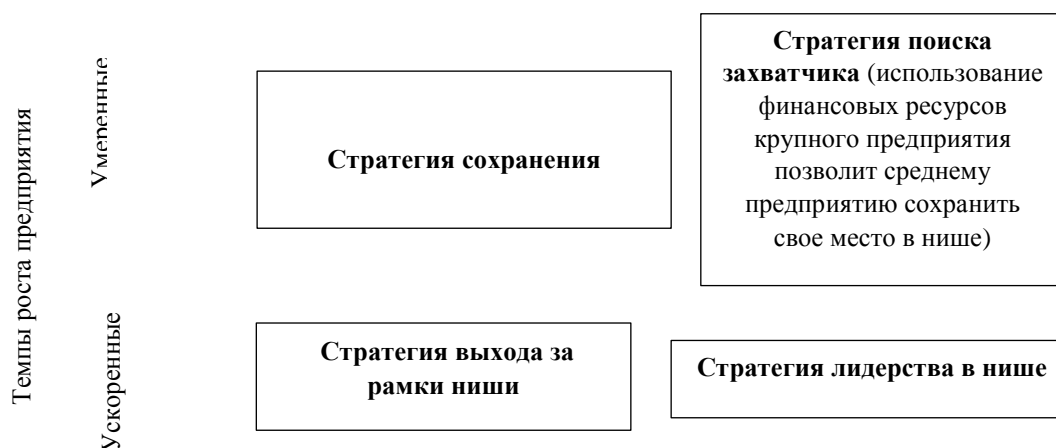 Темпы роста предприятия
Умеренные
Стратегия сохранения
Стратегия поиска
захватчика (использование
финансовых ресурсов
крупного предприятия
позволит среднему
предприятию сохранить
свое место в нише)
Ускоренные
Стратегия выхода за
рамки ниши
Стратегия лидерства в нише